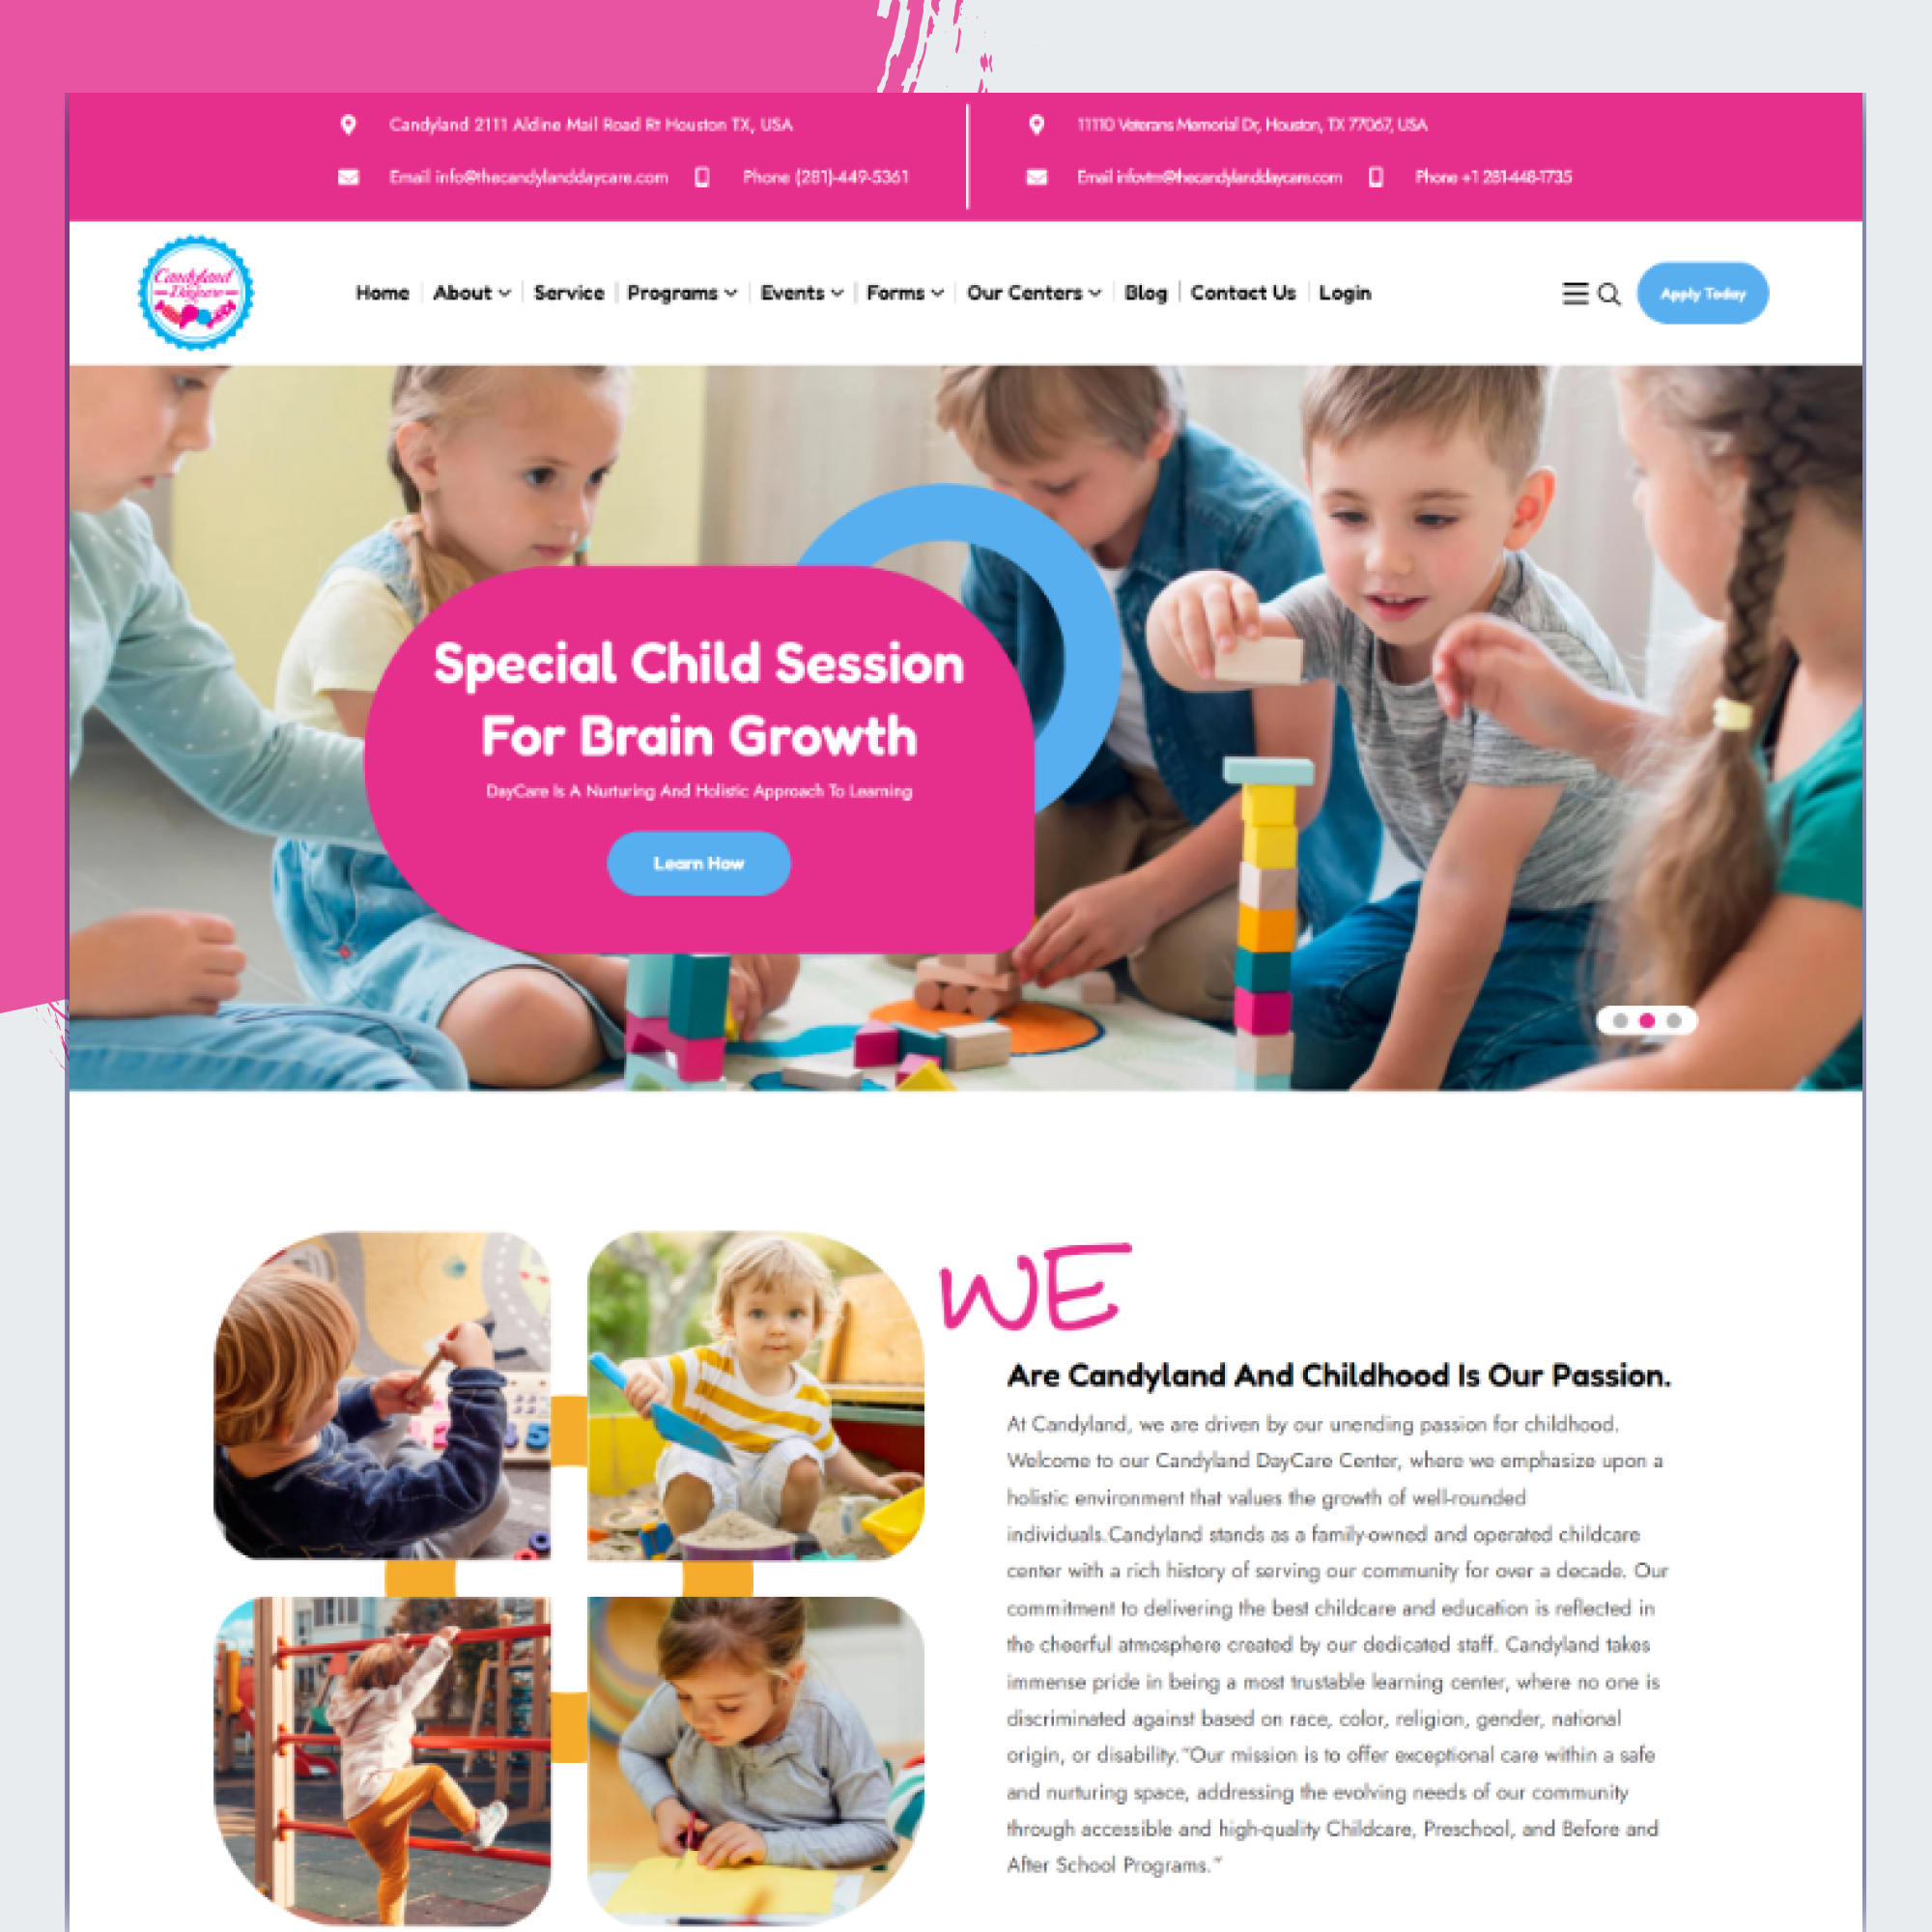 Candyland 2111 Aldine Mail Road Rt Houston TX, USA
Email info@thecandylanddaycare.com Phone (281)-449-5361
11110 Veterans Memorial Dr, Houston, TX 77067, USA
Email infovtm@thecandylanddaycare.com Phone +1 281-448-1735
Candyland
Daycare
Home About Service Programs Events Forms Our Centers Blog Contact Us Login
Apply Today
Special Child Session
For Brain Growth
DayCare Is A Nurturing And Holistic Approach To Learning
Learn How
WE
Are Candyland And Childhood Is Our Passion.
At Candyland, we are driven by our unending passion for childhood.
Welcome to our Candyland DayCare Center, where we emphasize upon a
holistic environment that values the growth of well-rounded
individuals.Candyland stands as a family-owned and operated childcare
center with a rich history of serving our community for over a decade. Our
commitment to delivering the best childcare and education is reflected in
the cheerful atmosphere created by our dedicated staff. Candyland takes
immense pride in being a most trustable learning center, where no one is
discriminated against based on race, color, religion, gender, national
origin, or disability."Our mission is to offer exceptional care within a safe
and nurturing space, addressing the evolving needs of our community
through accessible and high-quality Childcare, Preschool, and Before and
After School Programs."